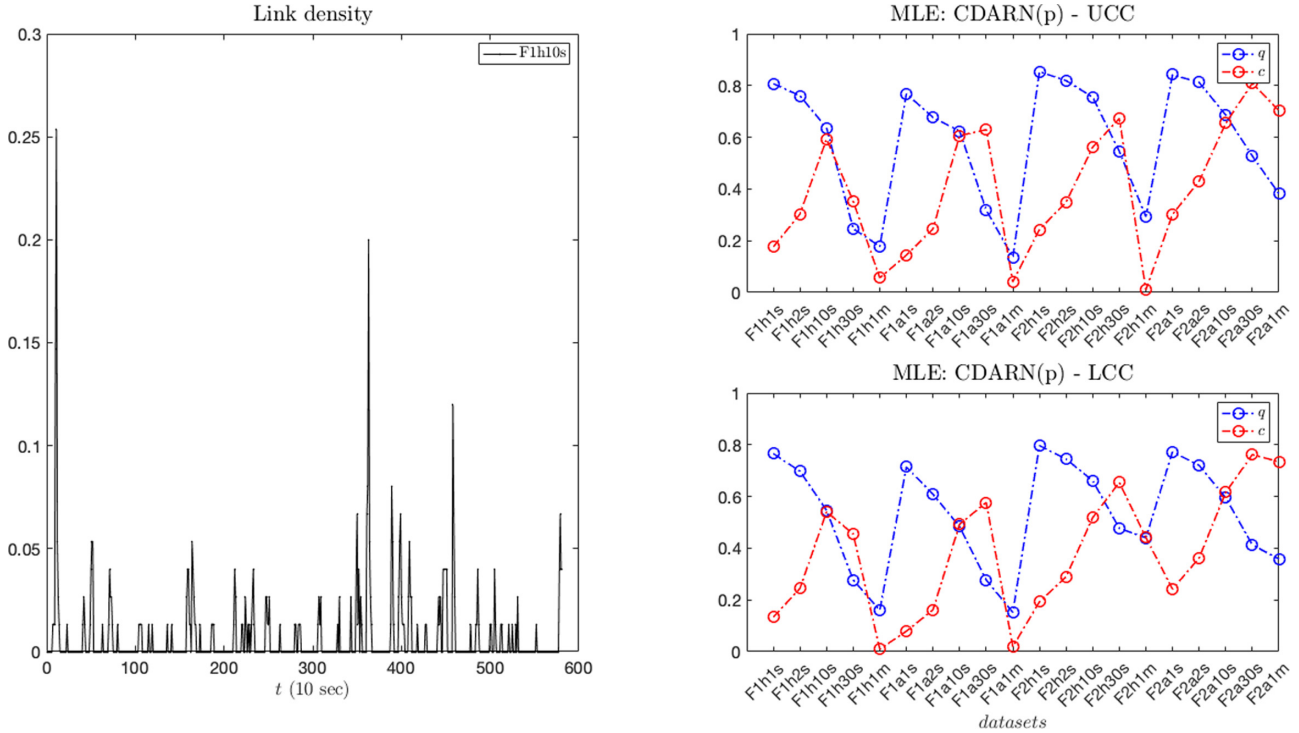 Link density
F1h10s
0.3
0.25
0.2
0.15
0.1
0.05
0
0 100 200 300 400 500 600
t (10 sec)
MLE: CDARN(p) - UCC
q
c
1
0.8
0.6
0.4
0.2
0
F1h1s F1h2s F1h10s F1h30s F1h1m F1a1s F1a2s F1a10s F1a30s F1a1m F2h1s F2h2s F2h10s F2h30s F2h1m F2a1s F2a2s F2a10s F2a30s F2a1m
MLE: CDARN(p) - LCC
q
c
1
0.8
0.6
0.4
0.2
0
F1h1s F1h2s F1h10s F1h30s F1h1m F1a1s F1a2s F1a10s F1a30s F1a1m F2h1s F2h2s F2h10s F2h30s F2h1m F2a1s F2a2s F2a10s F2a30s F2a1m
datasets